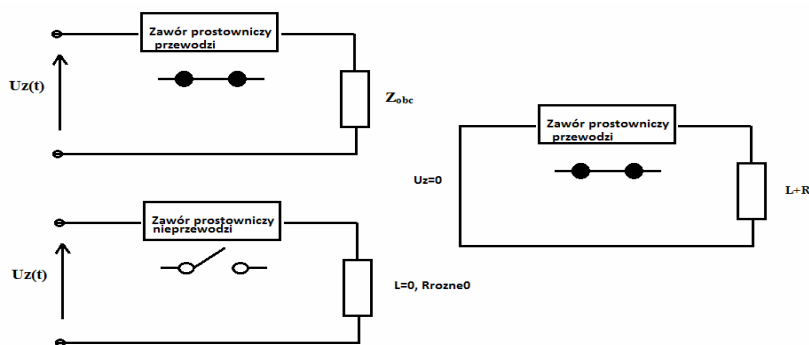 Zawór prostowniczy
przewodzi
Uz(t)
Zobc
Zawór prostowniczy
nieprzewodzi
Uz(t)
L=0, Rrozne0
Zawór prostowniczy
przewodzi
Uz=0
L+R